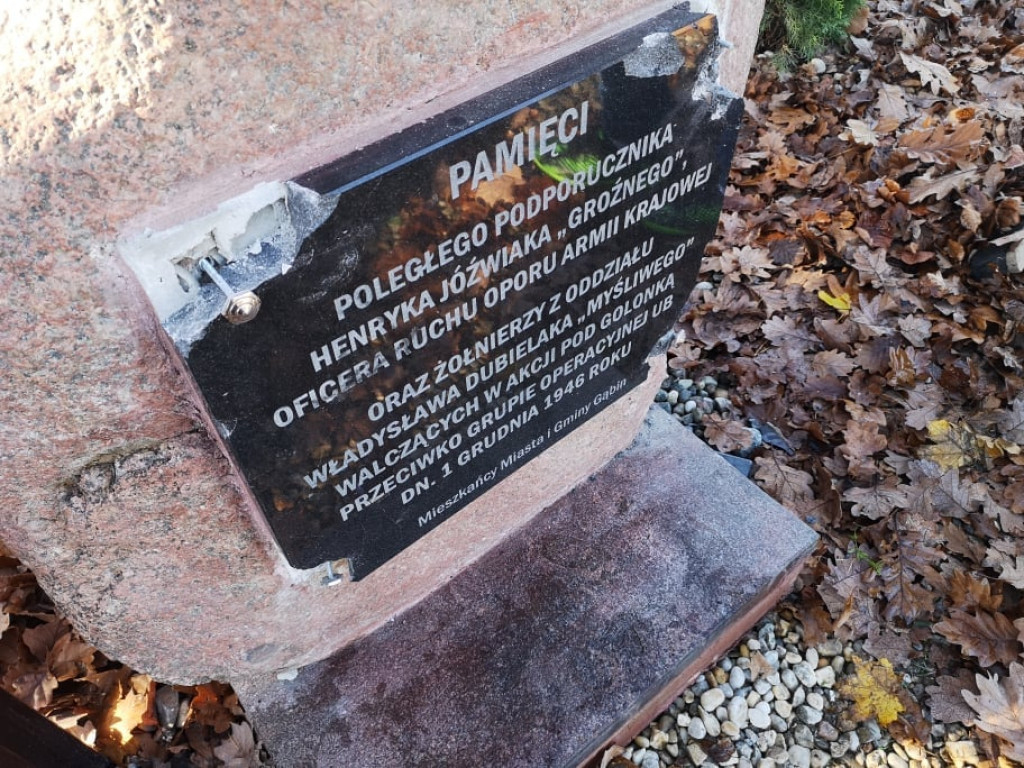 PAMIĘCI
POLEGŁEGO PODPORUCZNIKA
HENRYKA JÓŹWIAKA „GROŹNEGO”,
OFICERA RUCHU OPORU ARMII KRAJOWEJ
ORAZ ŻOŁNIERZY Z ODDZIAŁU
WŁADYSŁAWA DUBIELAKA „MYŚLIWEGO”
WALCZĄCYCH W AKCJI POD GOLONKĄ
PRZECIWKO GRUPIE OPERACYJNEJ UB
DN. 1 GRUDNIA 1946 ROKU
Mieszkańcy Miasta i Gminy Gąbin